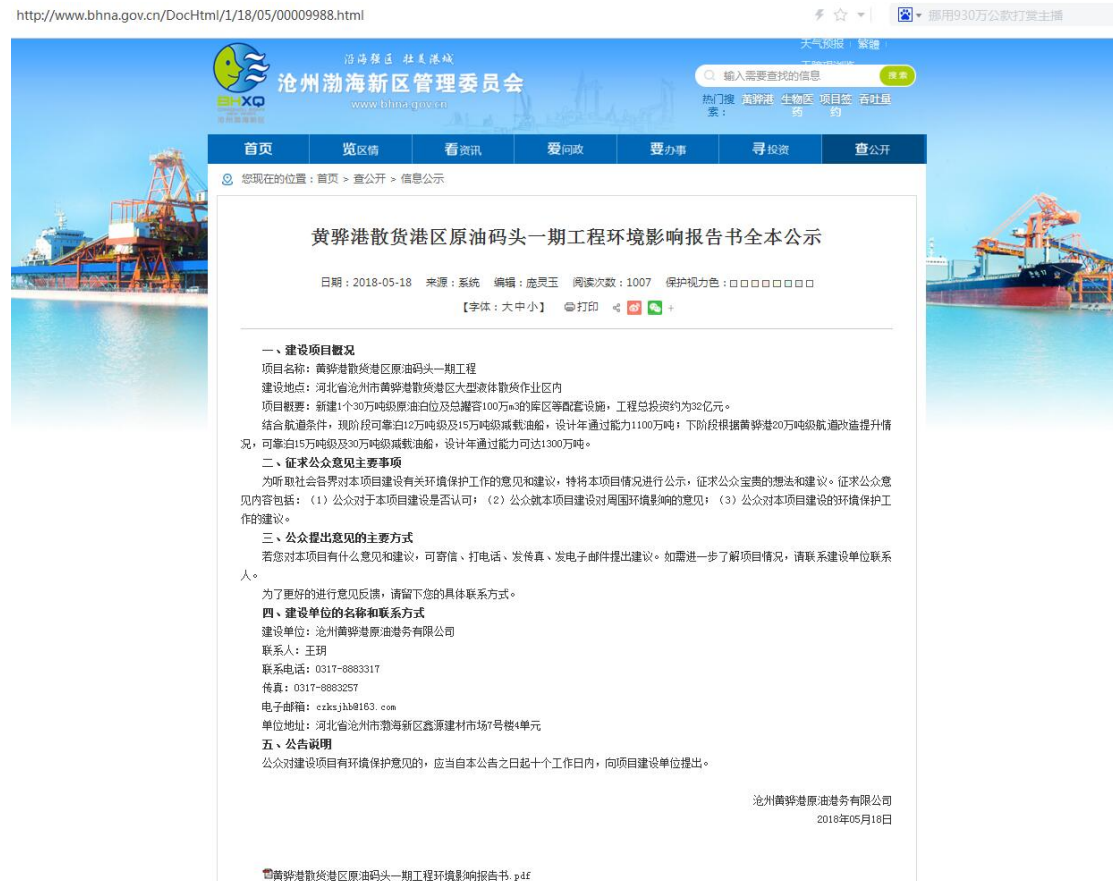 http://www.bhna.gov.cn/DocHtml/1/18/05/00009988.html
挪用930万公款打赏主播
天气预报 | 繁體 |
沿海强区 壮美港城
沧州渤海新区管理委员会
www.bhna.gov.cn
BHXQ
输入需要查找的信息
搜索
热门搜索： 黄骅港 生物医药 项目签约 吞吐量
首页 览区情 看资讯 爱问政 要办事 寻投资 查公开
您现在的位置：首页 > 查公开 > 信息公示
黄骅港散货港区原油码头一期工程环境影响报告书全本公示
日期：2018-05-18 来源：系统 编辑：庞灵玉 阅读次数：1007 保护视力色：□□□□□□□□
【字体：大 中 小】 打印 +
一、建设项目概况
项目名称：黄骅港散货港区原油码头一期工程
建设地点：河北省沧州市黄骅港散货港区大型液体散货作业区内
项目概要：新建1个30万吨级原油泊位及总罐容100万m3的库区等配套设施，工程总投资约为32亿元。
结合航道条件，现阶段可靠泊12万吨级及15万吨级减载油船，设计年通过能力1100万吨；下阶段根据黄骅港20万吨级航道改造提升情
况，可靠泊15万吨级及30万吨级减载油船，设计年通过能力可达1300万吨。
二、征求公众意见主要事项
为听取社会各界对本项目建设有关环境保护工作的意见和建议，特将本项目情况进行公示，征求公众宝贵的想法和建议。征求公众意
见内容包括：（1）公众对于本项目建设是否认可；（2）公众就本项目建设对周围环境影响的意见；（3）公众对本项目建设的环境保护工
作的建议。
三、公众提出意见的主要方式
若您对本项目有什么意见和建议，可寄信、打电话、发传真、发电子邮件提出建议。如需进一步了解项目情况，请联系建设单位联系
人。
为了更好的进行意见反馈，请留下您的具体联系方式。
四、建设单位的名称和联系方式
建设单位：沧州黄骅港原油港务有限公司
联系人：王玥
联系电话：0317-8883317
传真：0317-8883257
电子邮箱：czksjhb@163.com
单位地址：河北省沧州市渤海新区鑫源建材市场7号楼4单元
五、公告说明
公众对建设项目有环境保护意见的，应当自本公告之日起十个工作日内，向项目建设单位提出。
沧州黄骅港原油港务有限公司
2018年05月18日
黄骅港散货港区原油码头一期工程环境影响报告书.pdf